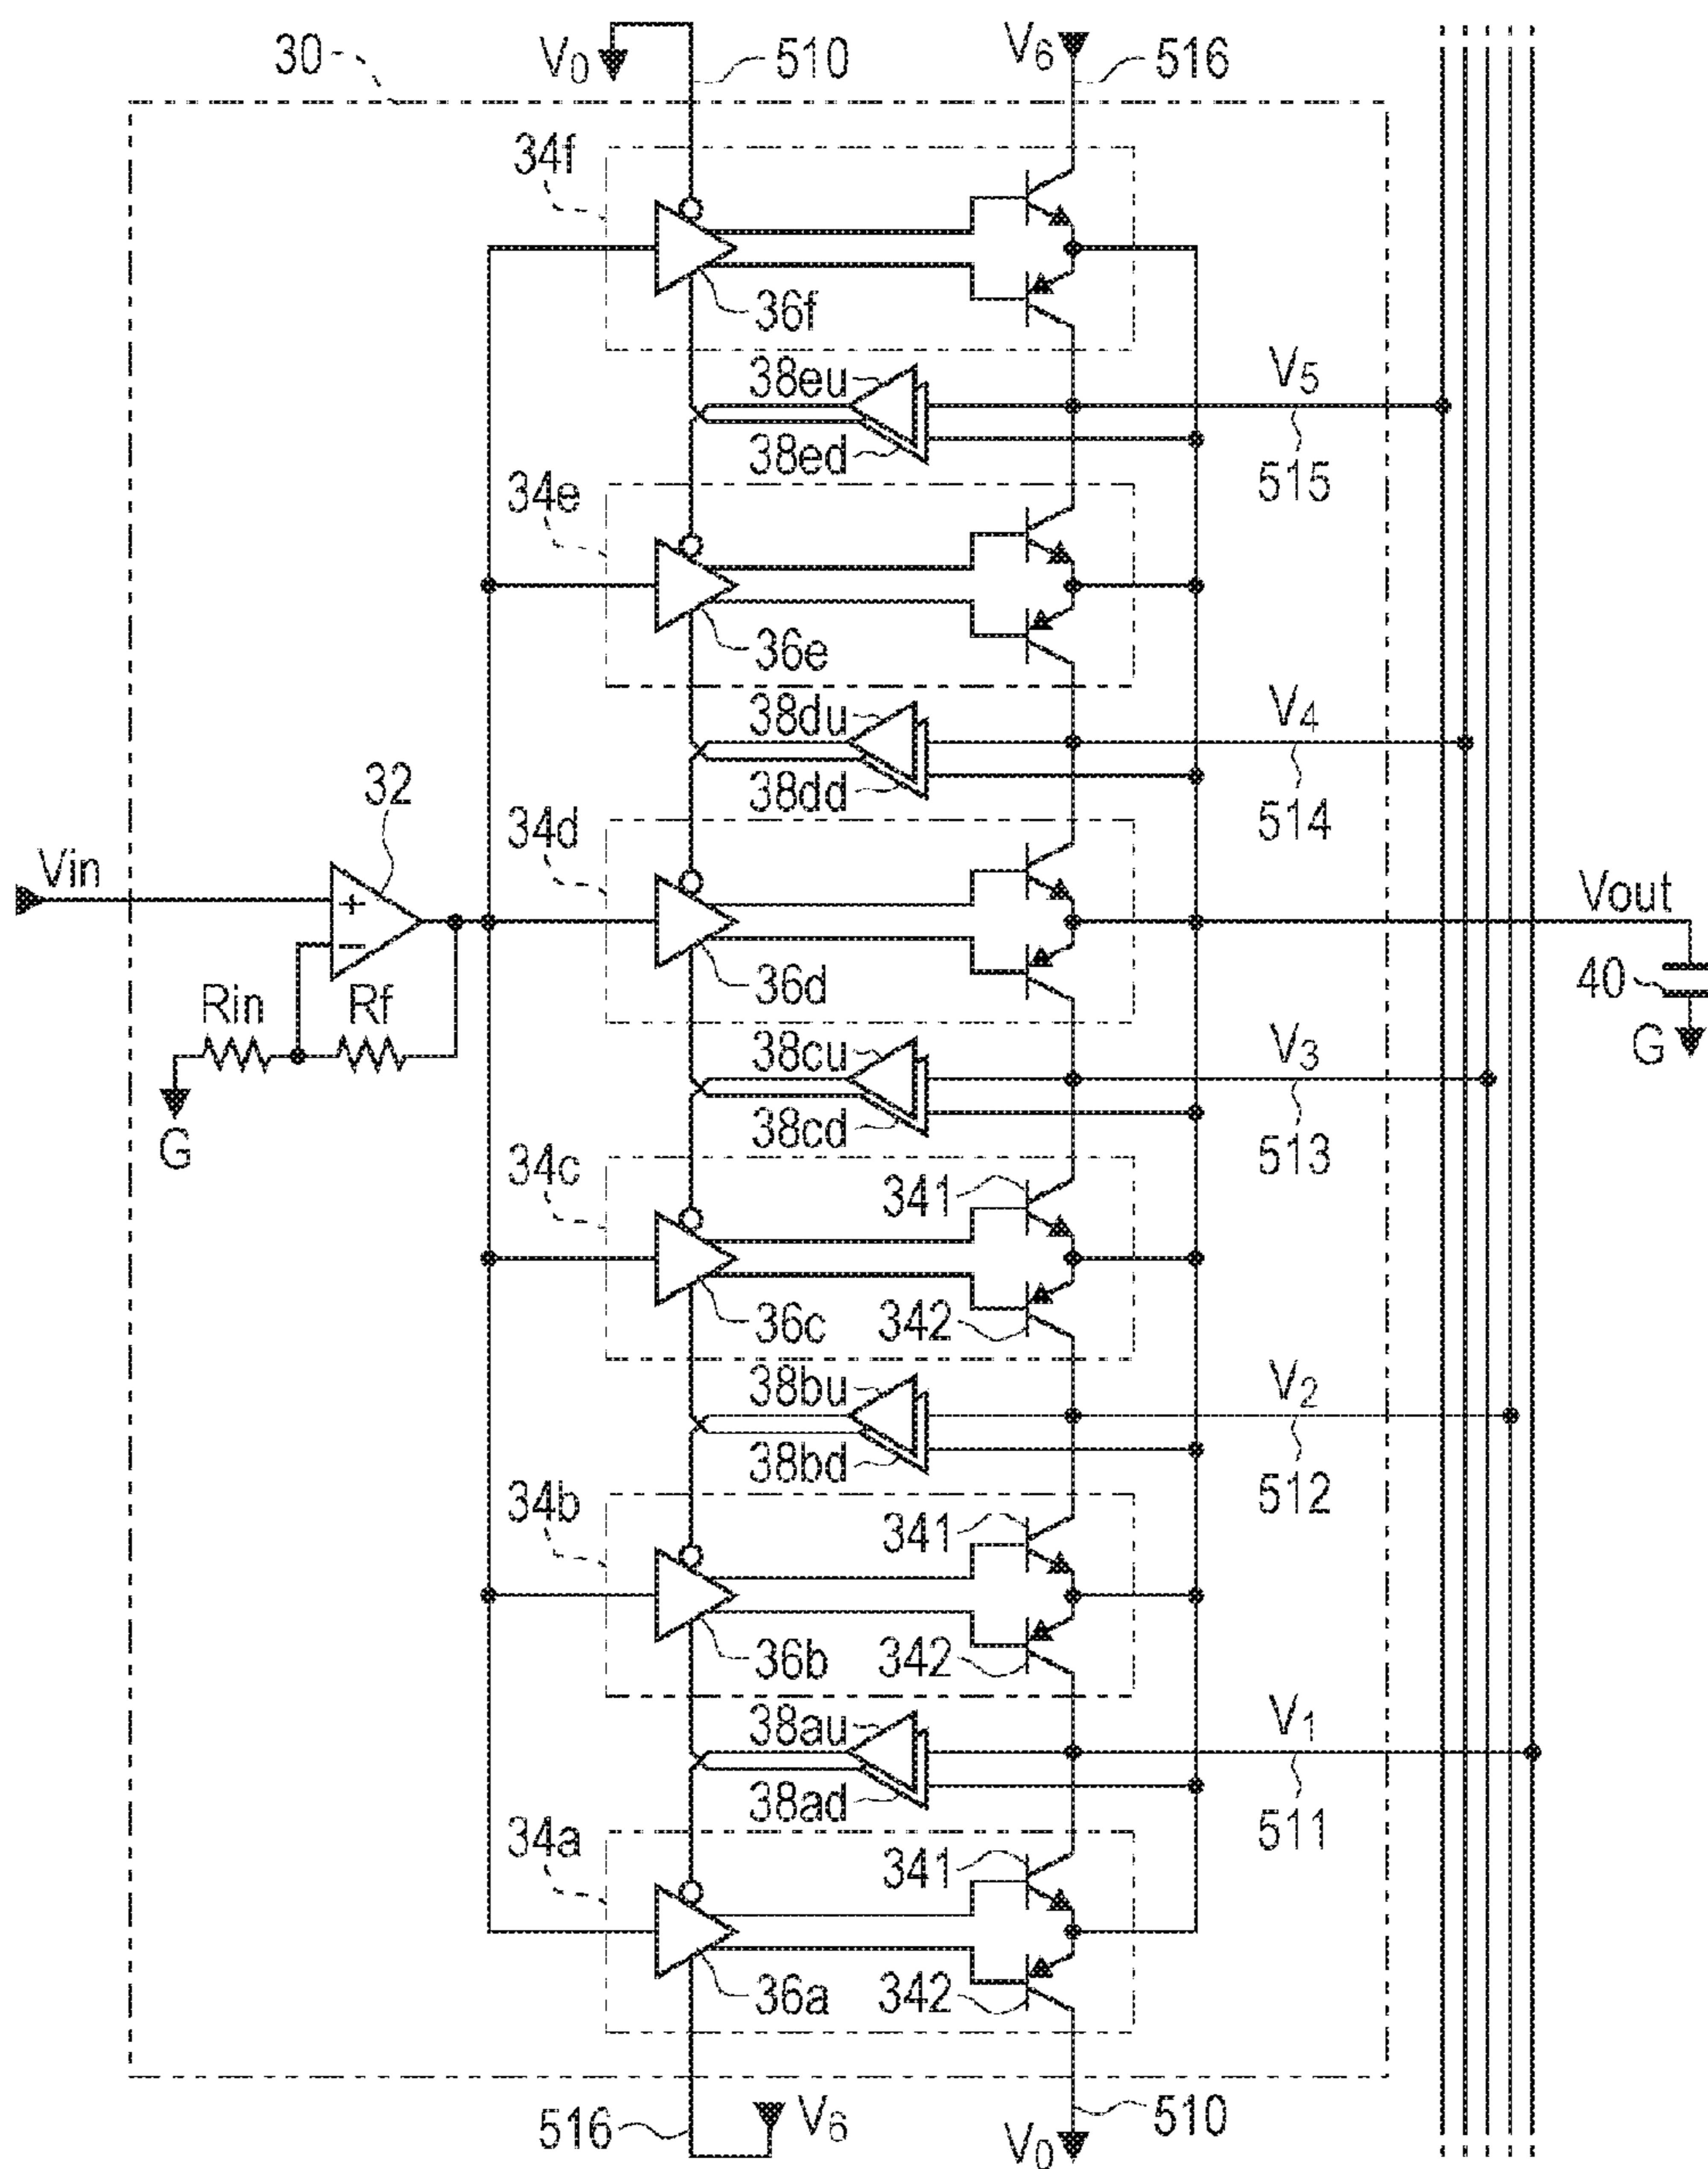 30
V0
510
V6
516
34f
36f
38eu
V5
38ed
515
34e
36e
38du
V4
38dd
514
32
34d
Vin
+
−
Vout
36d
40
Rin
Rf
38cu
V3
G
G
38cd
513
34c
341
36c
342
38bu
V2
38bd
512
34b
341
36b
342
38au
V1
38ad
511
34a
341
36a
342
516
V6
V0
510